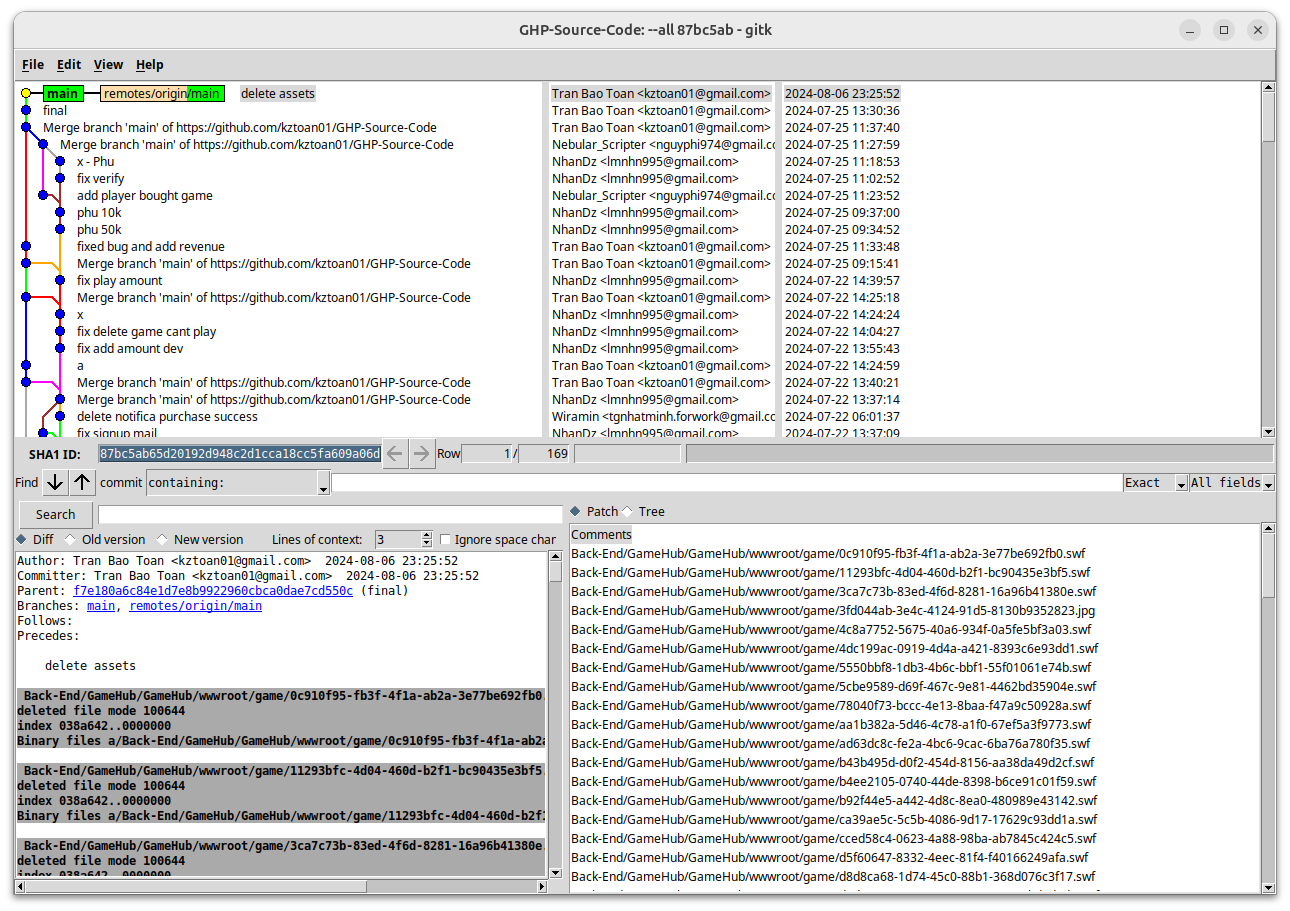 GHP-Source-Code: --all 87bc5ab - gitk
File Edit View Help
main remotes/origin/main delete assets Tran Bao Toan <kztoan01@gmail.com> 2024-08-06 23:25:52
final Tran Bao Toan <kztoan01@gmail.com> 2024-07-25 13:30:36
Merge branch 'main' of https://github.com/kztoan01/GHP-Source-Code Tran Bao Toan <kztoan01@gmail.com> 2024-07-25 11:37:40
Merge branch 'main' of https://github.com/kztoan01/GHP-Source-Code Nebular_Scripter <nguyphi974@gmail.cc 2024-07-25 11:27:59
x - Phu NhanDz <lmnhn995@gmail.com> 2024-07-25 11:18:53
fix verify NhanDz <lmnhn995@gmail.com> 2024-07-25 11:02:52
add player bought game Nebular_Scripter <nguyphi974@gmail.cc 2024-07-25 11:23:52
phu 10k NhanDz <lmnhn995@gmail.com> 2024-07-25 09:37:00
phu 50k NhanDz <lmnhn995@gmail.com> 2024-07-25 09:34:52
fixed bug and add revenue Tran Bao Toan <kztoan01@gmail.com> 2024-07-25 11:33:48
Merge branch 'main' of https://github.com/kztoan01/GHP-Source-Code Tran Bao Toan <kztoan01@gmail.com> 2024-07-25 09:15:41
fix play amount NhanDz <lmnhn995@gmail.com> 2024-07-22 14:39:57
Merge branch 'main' of https://github.com/kztoan01/GHP-Source-Code Tran Bao Toan <kztoan01@gmail.com> 2024-07-22 14:25:18
x NhanDz <lmnhn995@gmail.com> 2024-07-22 14:24:24
fix delete game cant play NhanDz <lmnhn995@gmail.com> 2024-07-22 14:04:27
fix add amount dev NhanDz <lmnhn995@gmail.com> 2024-07-22 13:55:43
a Tran Bao Toan <kztoan01@gmail.com> 2024-07-22 14:24:59
Merge branch 'main' of https://github.com/kztoan01/GHP-Source-Code Tran Bao Toan <kztoan01@gmail.com> 2024-07-22 13:40:21
Merge branch 'main' of https://github.com/kztoan01/GHP-Source-Code NhanDz <lmnhn995@gmail.com> 2024-07-22 13:37:14
delete notifica purchase success Wiramin <tgnhatminh.forwork@gmail.cc 2024-07-22 06:01:37
fix signup mail NhanDz <lmnhn995@gmail.com> 2024-07-22 13:37:09
SHA1 ID: 87bc5ab65d20192d948c2d1cca18cc5fa609a06d Row 1 / 169
Find commit containing: Exact All fields
Search
Patch Tree
Diff Old version New version Lines of context: 3 Ignore space char
Author: Tran Bao Toan <kztoan01@gmail.com> 2024-08-06 23:25:52
Committer: Tran Bao Toan <kztoan01@gmail.com> 2024-08-06 23:25:52
Parent: f7e180a6c84e1d7e8b9922960cbca0dae7cd550c (final)
Branches: main, remotes/origin/main
Follows:
Precedes:
delete assets
Back-End/GameHub/GameHub/wwwroot/game/0c910f95-fb3f-4f1a-ab2a-3e77be692fb0
deleted file mode 100644
index 038a642..0000000
Binary files a/Back-End/GameHub/GameHub/wwwroot/game/0c910f95-fb3f-4f1a-ab2a
Back-End/GameHub/GameHub/wwwroot/game/11293bfc-4d04-460d-b2f1-bc90435e3bf5
deleted file mode 100644
index 038a642..0000000
Binary files a/Back-End/GameHub/GameHub/wwwroot/game/11293bfc-4d04-460d-b2f1
Back-End/GameHub/GameHub/wwwroot/game/3ca7c73b-83ed-4f6d-8281-16a96b41380e
deleted file mode 100644
index 038a642..0000000
Comments
Back-End/GameHub/GameHub/wwwroot/game/0c910f95-fb3f-4f1a-ab2a-3e77be692fb0.swf
Back-End/GameHub/GameHub/wwwroot/game/11293bfc-4d04-460d-b2f1-bc90435e3bf5.swf
Back-End/GameHub/GameHub/wwwroot/game/3ca7c73b-83ed-4f6d-8281-16a96b41380e.swf
Back-End/GameHub/GameHub/wwwroot/game/3fd044ab-3e4c-4124-91d5-8130b9352823.jpg
Back-End/GameHub/GameHub/wwwroot/game/4c8a7752-5675-40a6-934f-0a5fe5bf3a03.swf
Back-End/GameHub/GameHub/wwwroot/game/4dc199ac-0919-4d4a-a421-8393c6e93dd1.swf
Back-End/GameHub/GameHub/wwwroot/game/5550bbf8-1db3-4b6c-bbf1-55f01061e74b.swf
Back-End/GameHub/GameHub/wwwroot/game/5cbe9589-d69f-467c-9e81-4462bd35904e.swf
Back-End/GameHub/GameHub/wwwroot/game/78040f73-bccc-4e13-8baa-f47a9c50928a.swf
Back-End/GameHub/GameHub/wwwroot/game/aa1b382a-5d46-4c78-a1f0-67ef5a3f9773.swf
Back-End/GameHub/GameHub/wwwroot/game/ad63dc8c-fe2a-4bc6-9cac-6ba76a780f35.swf
Back-End/GameHub/GameHub/wwwroot/game/b43b495d-d0f2-454d-8156-aa38da49d2cf.swf
Back-End/GameHub/GameHub/wwwroot/game/b4ee2105-0740-44de-8398-b6ce91c01f59.swf
Back-End/GameHub/GameHub/wwwroot/game/b92f44e5-a442-4d8c-8ea0-480989e43142.swf
Back-End/GameHub/GameHub/wwwroot/game/ca39ae5c-5c5b-4086-9d17-17629c93dd1a.swf
Back-End/GameHub/GameHub/wwwroot/game/cced58c4-0623-4a88-98ba-ab7845c424c5.swf
Back-End/GameHub/GameHub/wwwroot/game/d5f60647-8332-4eec-81f4-f40166249afa.swf
Back-End/GameHub/GameHub/wwwroot/game/d8d8ca68-1d74-45c0-88b1-368d076c3f17.swf